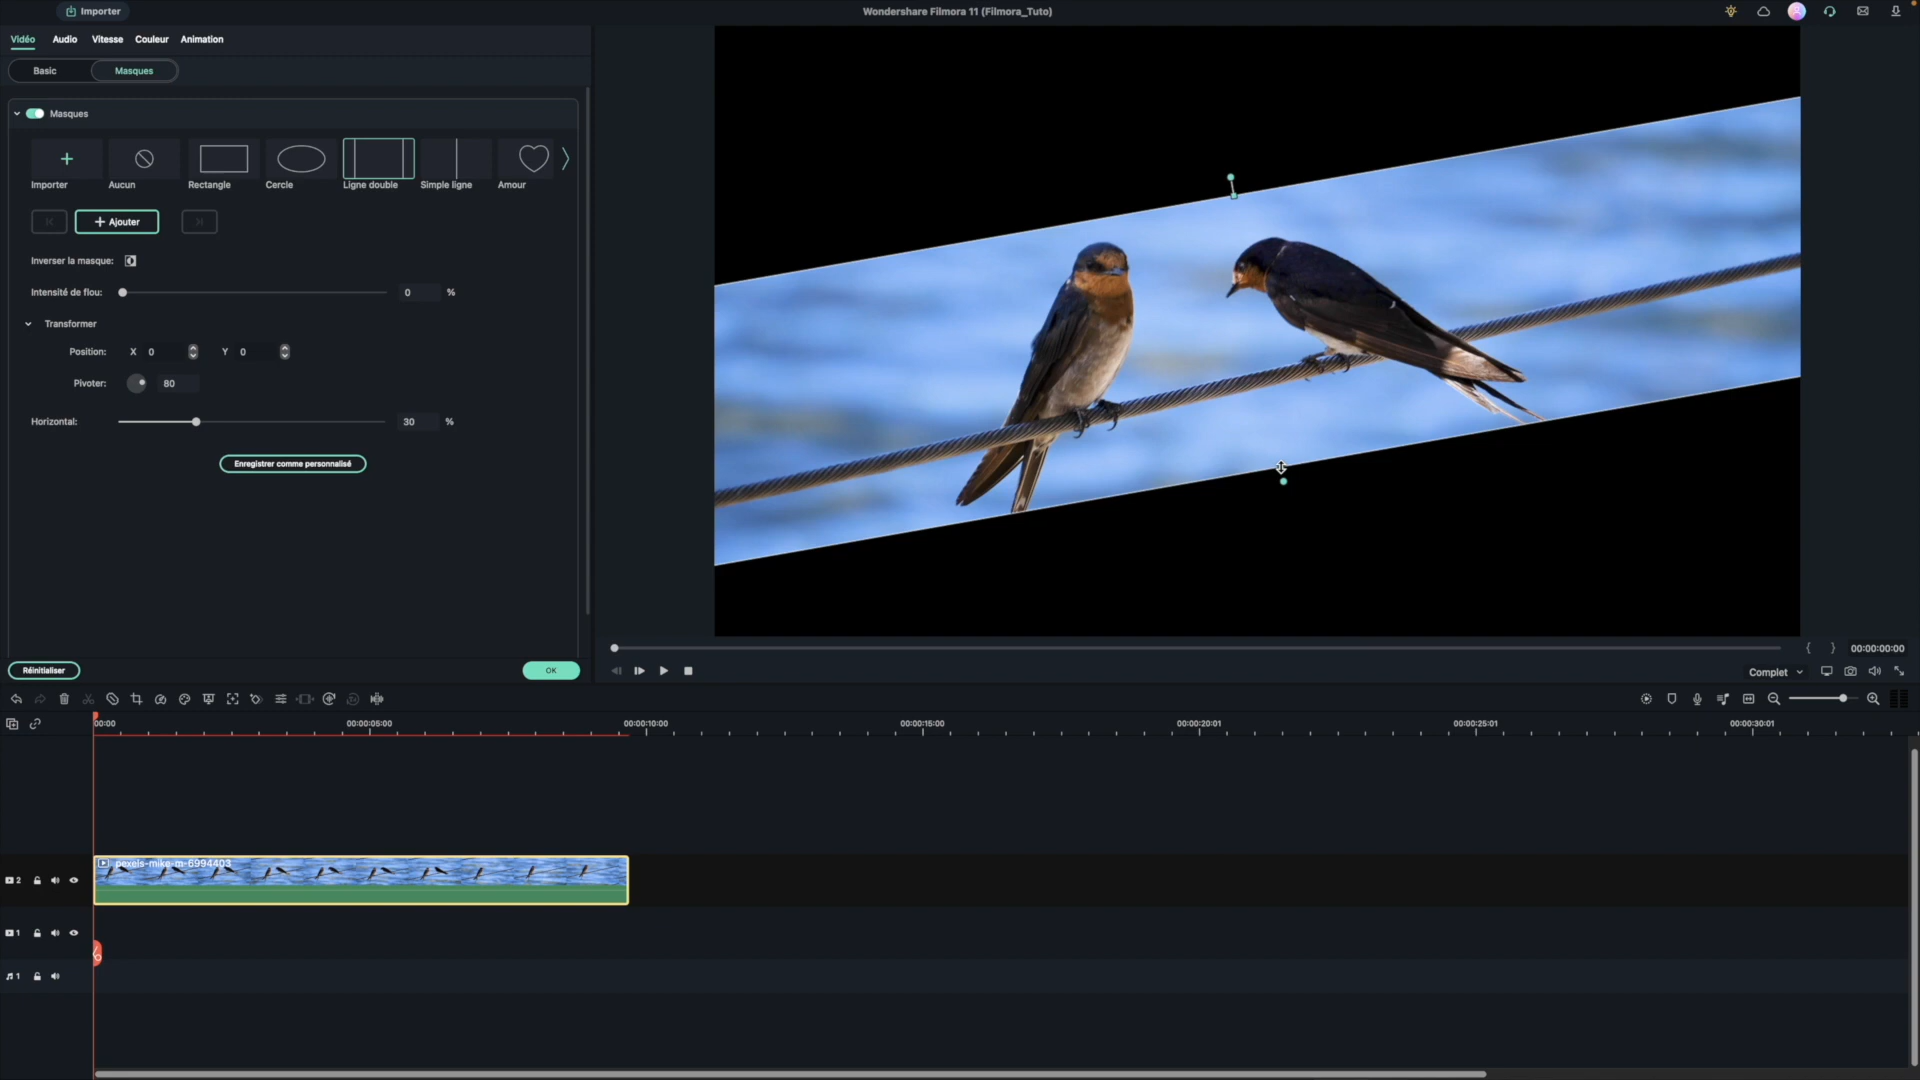 Importer
Wondershare Filmora 11 (Filmora_Tuto)
Vidéo Audio Vitesse Couleur Animation
Basic Masques
Masques
Importer Aucun Rectangle Cercle Ligne double Simple ligne Amour
Ajouter
Inverser la masque:
Intensité de flou: 0 %
Transformer
Position: X 0 Y 0
Pivoter: 80
Horizontal: 30 %
Enregistrer comme personnalisé
Réinitialiser OK
{ } 00:00:00:00
Complet
00:00 00:00:05:00 00:00:10:00 00:00:15:00 00:00:20:01 00:00:25:01 00:00:30:01
pexels-mike-m-6994403
2
1
1